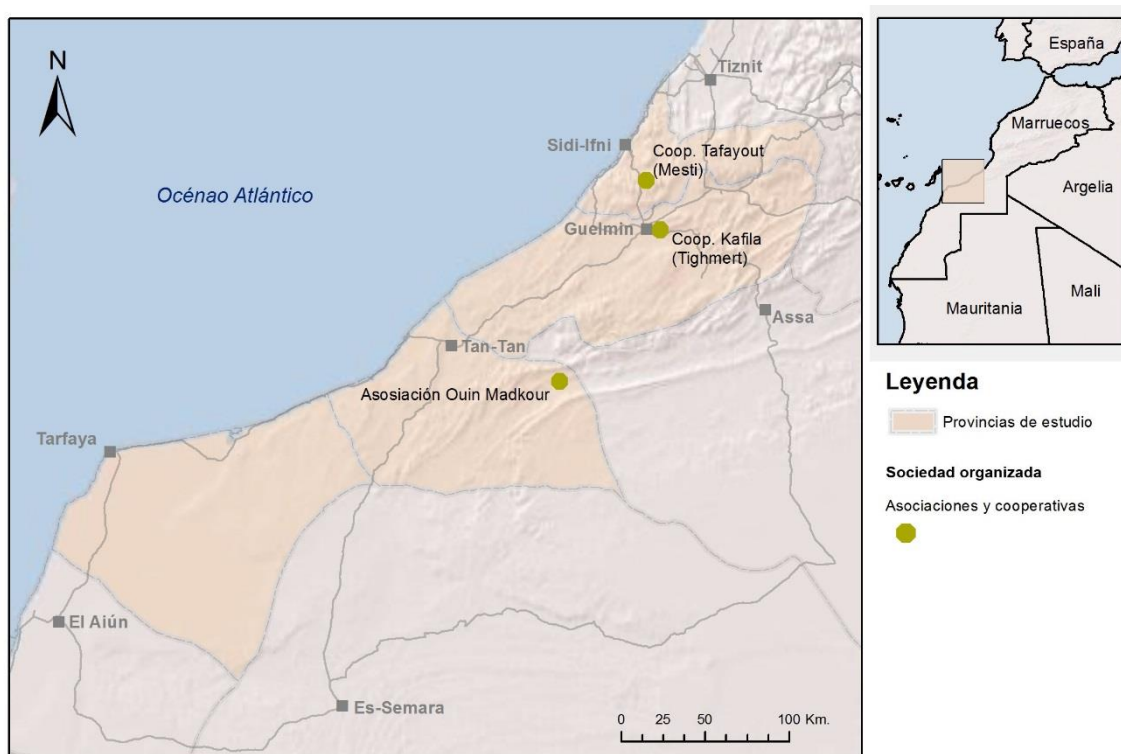 N
Tiznit
Sidi-Ifni
Coop. Tafayout
(Mesti)
Océnao Atlántico
Guelmin
Coop. Kafila
(Tighmert)
Assa
Tan-Tan
Asosiación Ouin Madkour
Tarfaya
El Aiún
Es-Semara
0 25 50 100 Km.
España
Marruecos
Argelia
Mauritania
Mali
Leyenda
Provincias de estudio
Sociedad organizada
Asociaciones y cooperativas